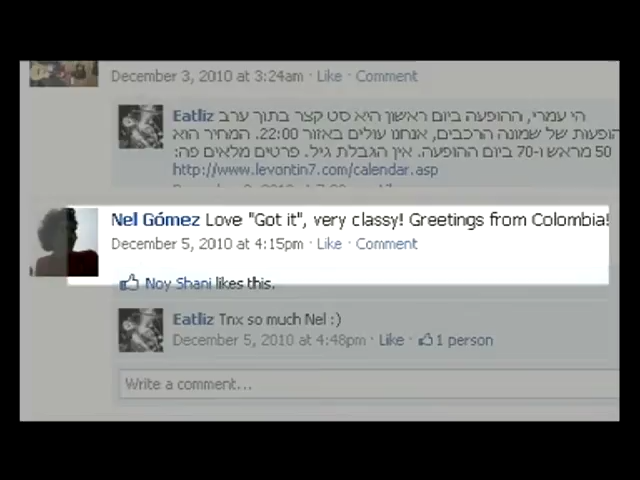 December 3, 2010 at 3:24am · Like · Comment
Eatliz הי עמרי, ההופעה ביום ראשון היא סט קצר בתוך ערב
הופעות של שמונה הרכבים, אנחנו עולים באזור 22:00. המחיר הוא
50 מראש ו-70 ביום ההופעה. אין הגבלת גיל. פרטים מלאים פה:
http://www.levontin7.com/calendar.asp
Nel Gómez Love "Got it", very classy! Greetings from Colombia!
December 5, 2010 at 4:15pm · Like · Comment
Noy Shani likes this.
Eatliz Tnx so much Nel :)
December 5, 2010 at 4:48pm · Like · 1 person
Write a comment...